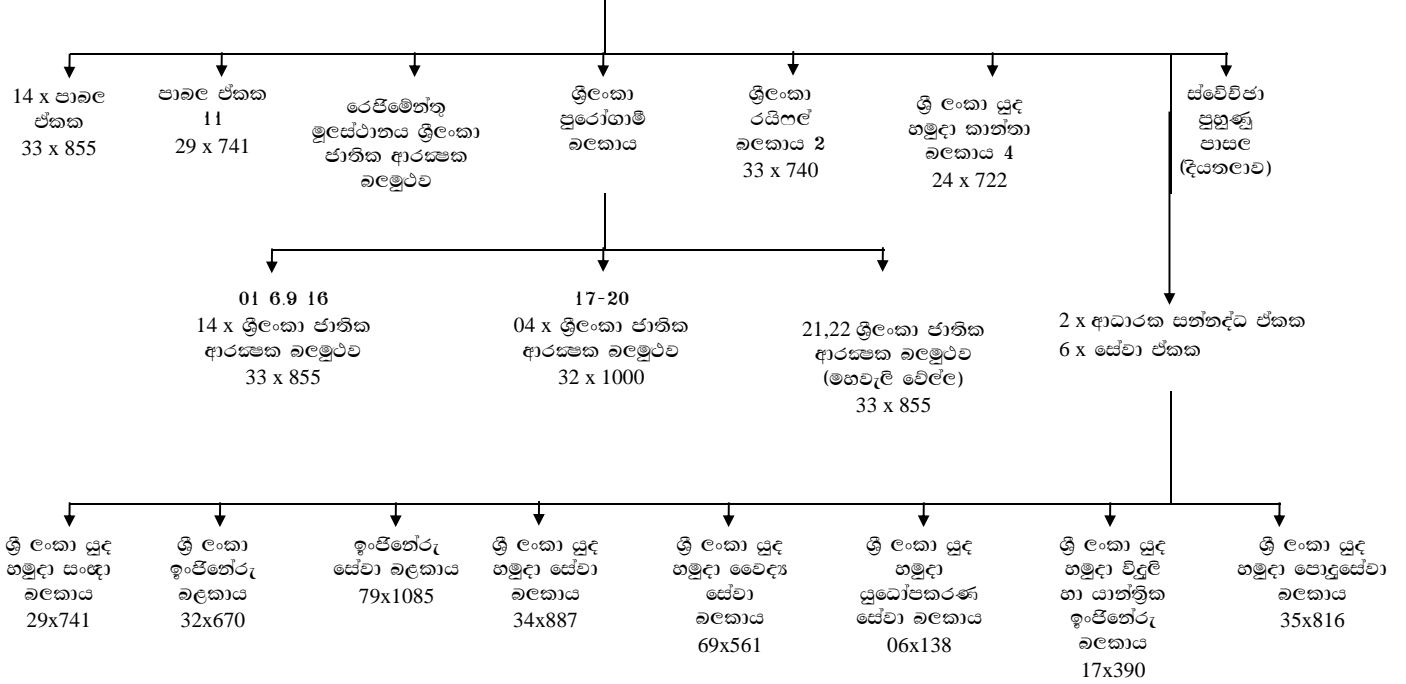 14 x පාබල
ඒකක
33 x 855
පාබල ඒකක
11
29 x 741
රෙජිමේන්තු
මූලස්ථානය ශ්‍රීලංකා
ජාතික ආරක්‍ෂක
බලමුළුව
ශ්‍රීලංකා
පුරෝගාමී
බලකාය
ශ්‍රීලංකා
රයිෆල්
බලකාය 2
33 x 740
ශ්‍රී ලංකා යුද
හමුදා කාන්තා
බලකාය 4
24 x 722
ස්වේච්ඡා
පුහුණු
පාසල
(දියතලාව)
01 6.9 16
14 x ශ්‍රීලංකා ජාතික
ආරක්‍ෂක බලමුළුව
33 x 855
17-20
04 x ශ්‍රීලංකා ජාතික
ආරක්‍ෂක බලමුළුව
32 x 1000
21,22 ශ්‍රීලංකා ජාතික
ආරක්‍ෂක බලමුළුව
(මහවැලි වේල්ල)
33 x 855
2 x ආධාරක සන්නද්ධ ඒකක
6 x සේවා ඒකක
ශ්‍රී ලංකා යුද
හමුදා සංඥා
බලකාය
29x741
ශ්‍රී ලංකා
ඉංජිනේරු
බළකාය
32x670
ඉංජිනේරු
සේවා බළකාය
79x1085
ශ්‍රී ලංකා යුද
හමුදා සේවා
බලකාය
34x887
ශ්‍රී ලංකා යුද
හමුදා වෛද්‍ය
සේවා
බලකාය
69x561
ශ්‍රී ලංකා යුද
හමුදා
යුධෝපකරණ
සේවා බලකාය
06x138
ශ්‍රී ලංකා යුද
හමුදා විදුලි
හා යාන්ත්‍රික
ඉංජිනේරු
බලකාය
17x390
ශ්‍රී ලංකා යුද
හමුදා පොදුසේවා
බලකාය
35x816